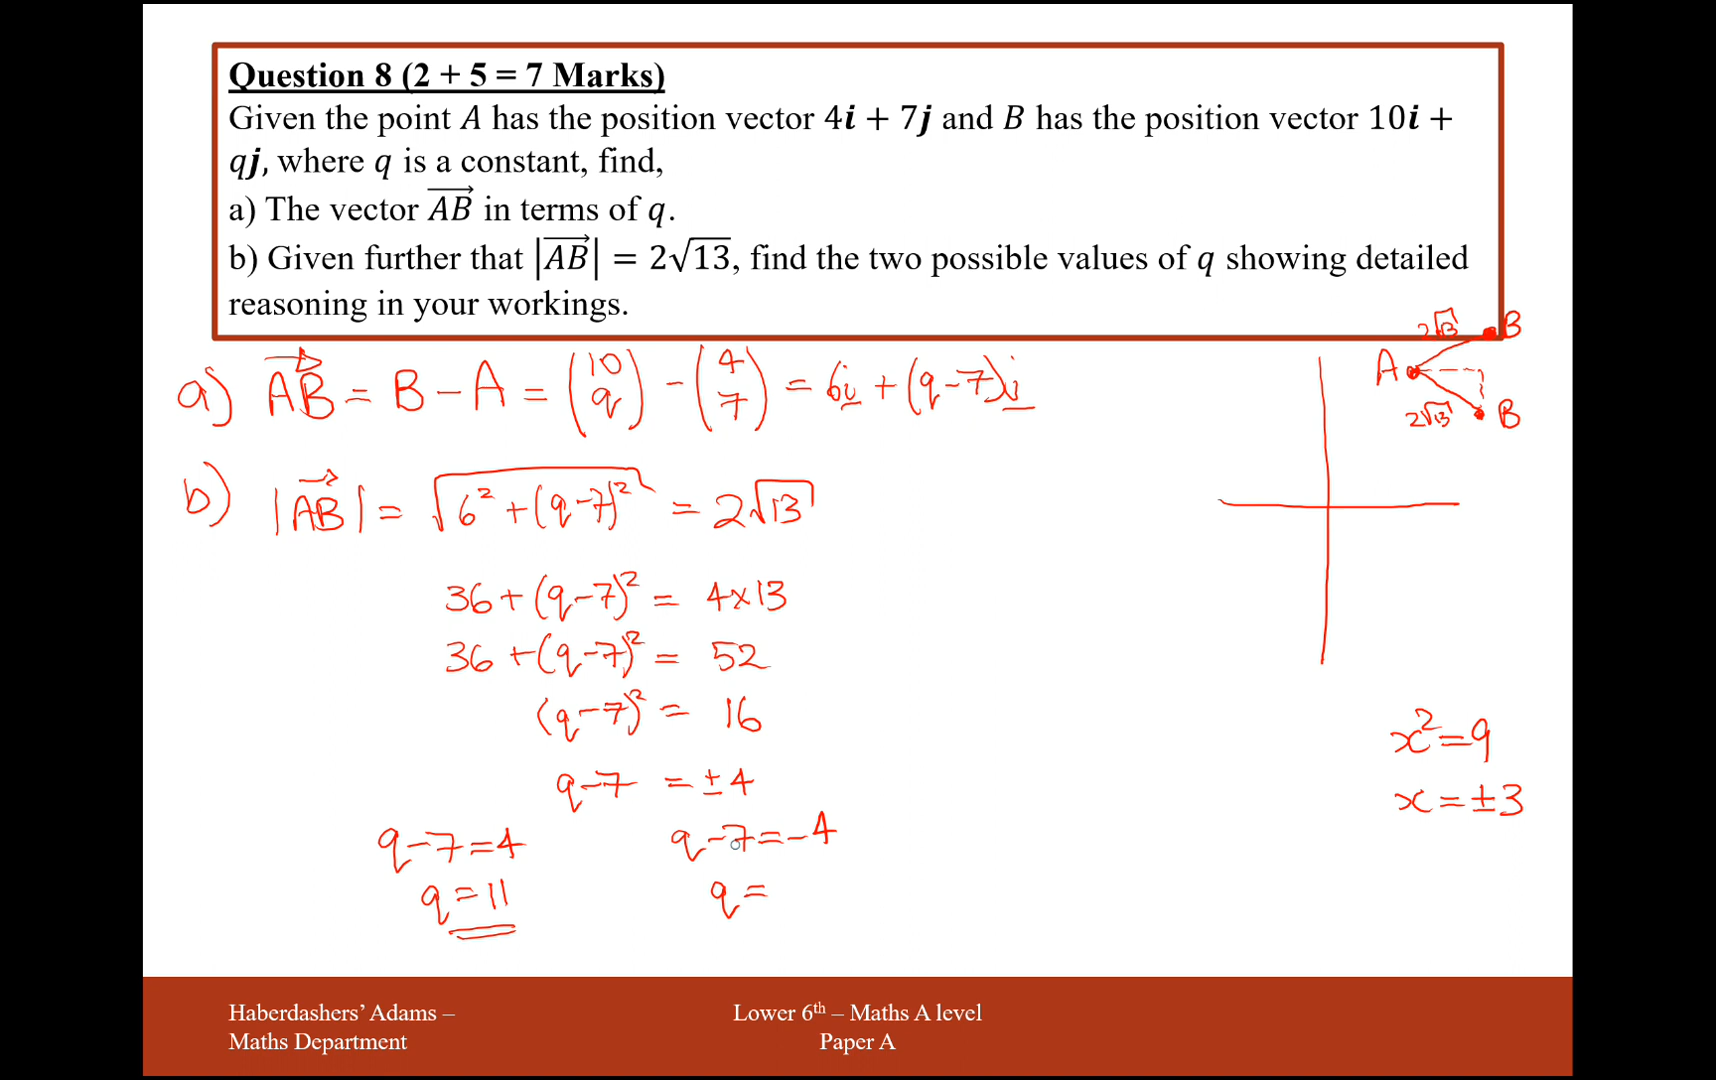 Question 8 (2 + 5 = 7 Marks)
Given the point A has the position vector 4i + 7j and B has the position vector 10i +
qj, where q is a constant, find,
a) The vector AB⃗ in terms of q.
b) Given further that |AB⃗| = 2√13, find the two possible values of q showing detailed
reasoning in your workings.
2√13 B
A
2√13 B
a) AB⃗ = B - A = (10 q) - (4 7) = 6i + (q-7)j
b) |AB⃗| = √(6² + (q-7)²) = 2√13
36 + (q-7)² = 4×13
36 + (q-7)² = 52
(q-7)² = 16
q-7 = ±4
q-7=4 q-7=-4
q=11 q=
x²=9
x=±3
Haberdashers' Adams –
Maths Department
Lower 6th – Maths A level
Paper A